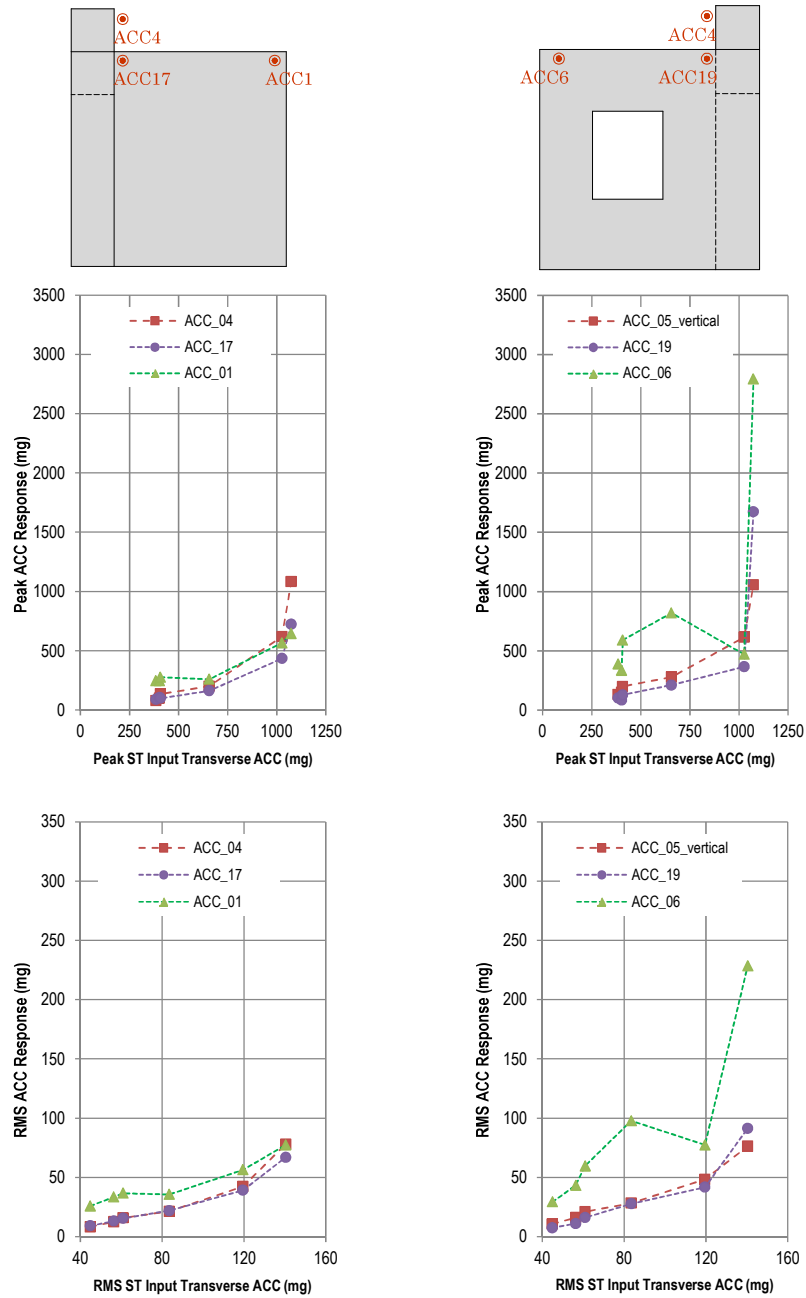 ACC4
ACC17
ACC1
ACC4
ACC6
ACC19
3500
3000
2500
2000
1500
1000
500
0
Peak ACC Response (mg)
ACC_04
ACC_17
ACC_01
0
250
500
750
1000
1250
Peak ST Input Transverse ACC (mg)
3500
3000
2500
2000
1500
1000
500
0
Peak ACC Response (mg)
ACC_05_vertical
ACC_19
ACC_06
0
250
500
750
1000
1250
Peak ST Input Transverse ACC (mg)
350
300
250
200
150
100
50
0
RMS ACC Response (mg)
ACC_04
ACC_17
ACC_01
40
80
120
160
RMS ST Input Transverse ACC (mg)
350
300
250
200
150
100
50
0
RMS ACC Response (mg)
ACC_05_vertical
ACC_19
ACC_06
40
80
120
160
RMS ST Input Transverse ACC (mg)